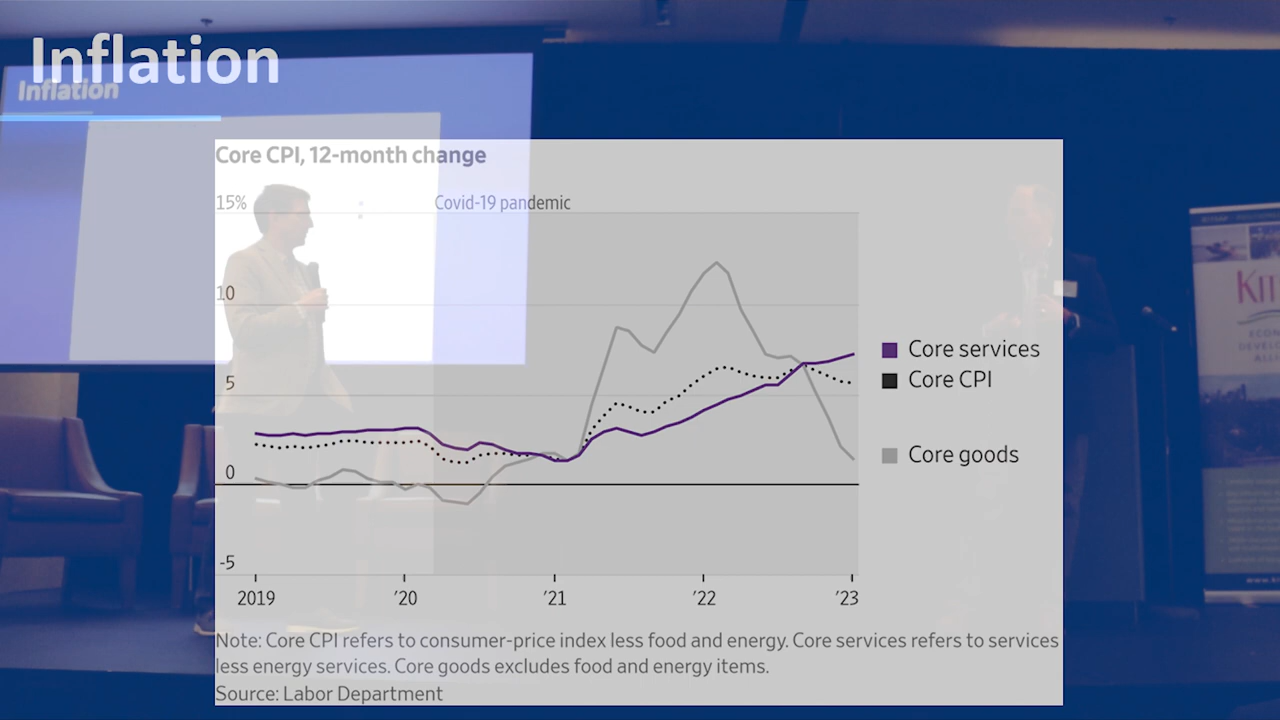 Inflation
Inflation
Core CPI, 12-month change
15%
Covid-19 pandemic
10
5
0
-5
2019
'20
'21
'22
'23
Core services
Core CPI
Core goods
Note: Core CPI refers to consumer-price index less food and energy. Core services refers to services
less energy services. Core goods excludes food and energy items.
Source: Labor Department